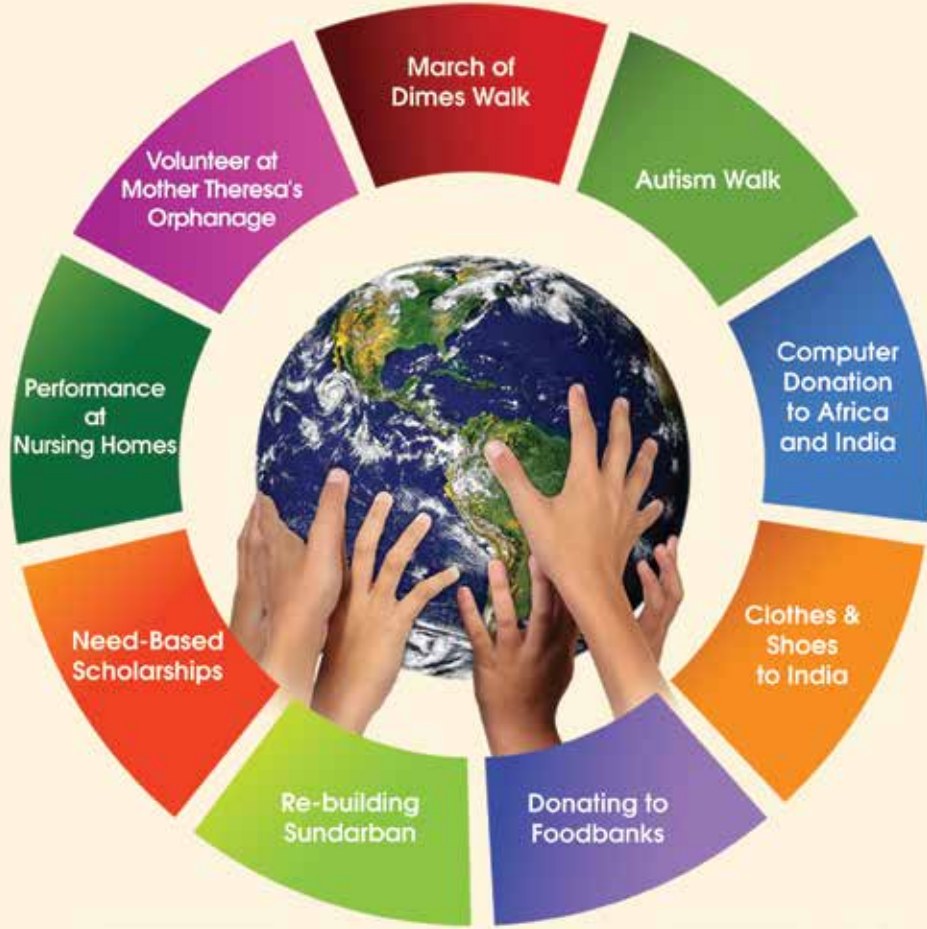 March of
Dimes Walk
Autism Walk
Computer
Donation
to Africa
and India
Clothes &
Shoes
to India
Donating to
Foodbanks
Re-building
Sundarban
Need-Based
Scholarships
Performance
at
Nursing Homes
Volunteer at
Mother Theresa's
Orphanage